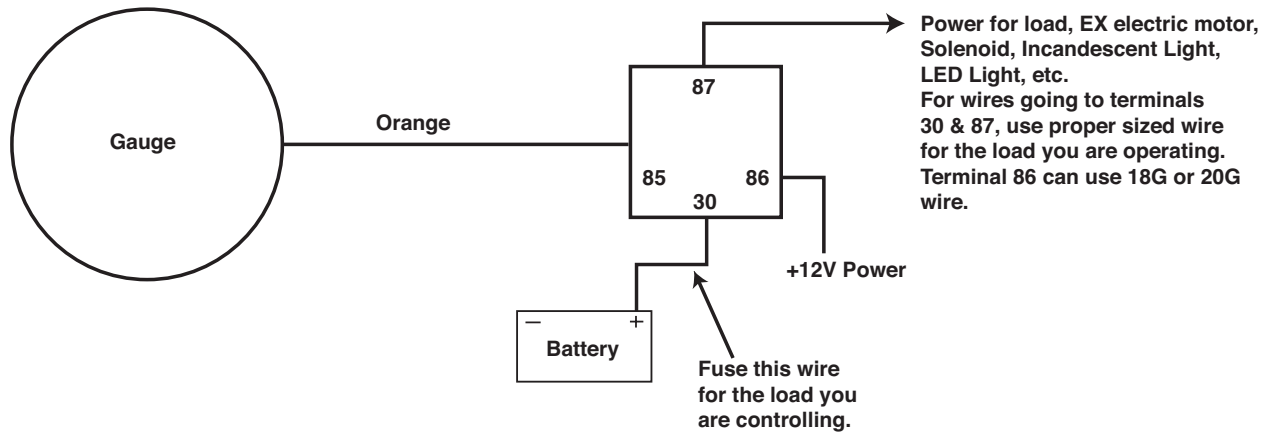 Power for load, EX electric motor,
Solenoid, Incandescent Light,
LED Light, etc.
For wires going to terminals
30 & 87, use proper sized wire
for the load you are operating.
Terminal 86 can use 18G or 20G
wire.
87
Orange
Gauge
85
86
30
+12V Power
– +
Battery
Fuse this wire
for the load you
are controlling.